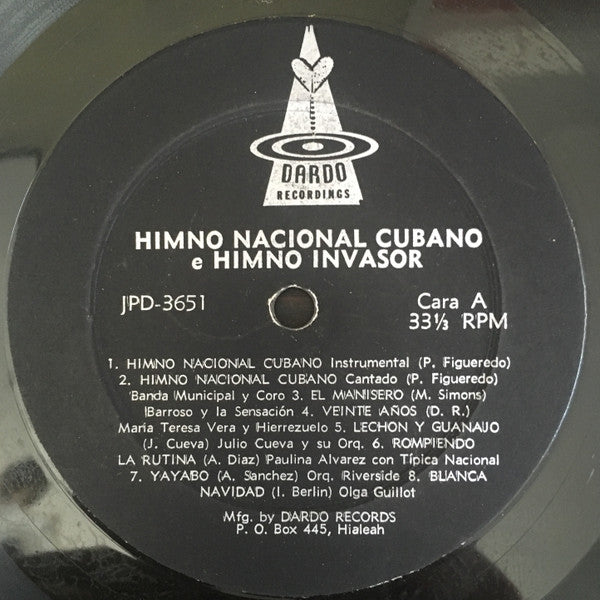 DARDO
RECORDINGS
HIMNO NACIONAL CUBANO
e HIMNO INVASOR
JPD-3651
Cara A
33⅓ RPM
1. HIMNO NACIONAL CUBANO Instrumental (P. Figueredo)
2. HIMNO NACIONAL CUBANO Cantado (P. Figueredo)
Banda Municipal y Coro 3. EL MANISERO (M. Simons)
Barroso y la Sensación 4. VEINTE AÑOS (D. R.)
María Teresa Vera y Hierrezuelo 5. LECHON Y GUANAJO
(J. Cueva) Julio Cueva y su Orq. 6. ROMPIENDO
LA RUTINA (A. Diaz) Paulina Alvarez con Típica Nacional
7. YAYABO (A. Sanchez) Orq. Riverside 8. BLANCA
NAVIDAD (I. Berlin) Olga Guillot
Mfg. by DARDO RECORDS
P. O. Box 445, Hialeah